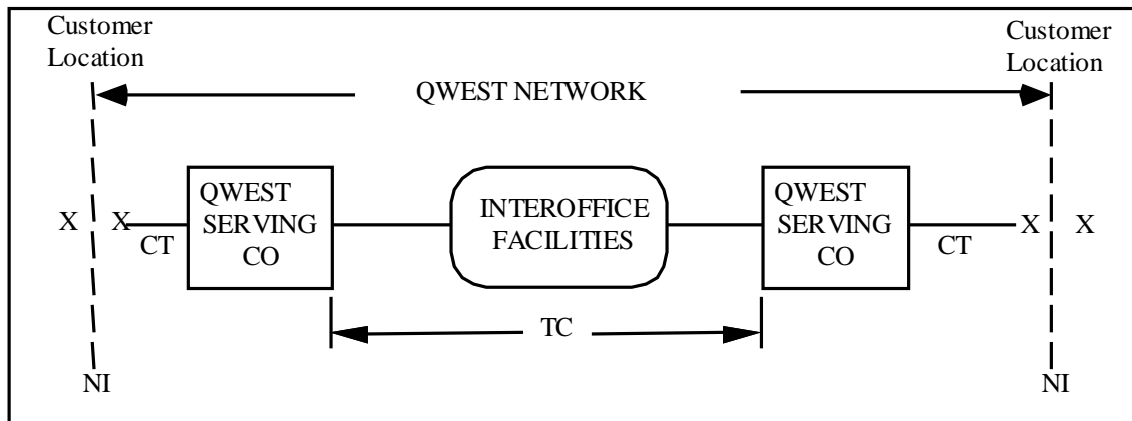 Customer
Location
Customer
Location
QWEST NETWORK
QWEST
SERVING
CO
INTEROFFICE
FACILITIES
QWEST
SERVING
CO
X
X
CT
CT
X
X
TC
NI
NI